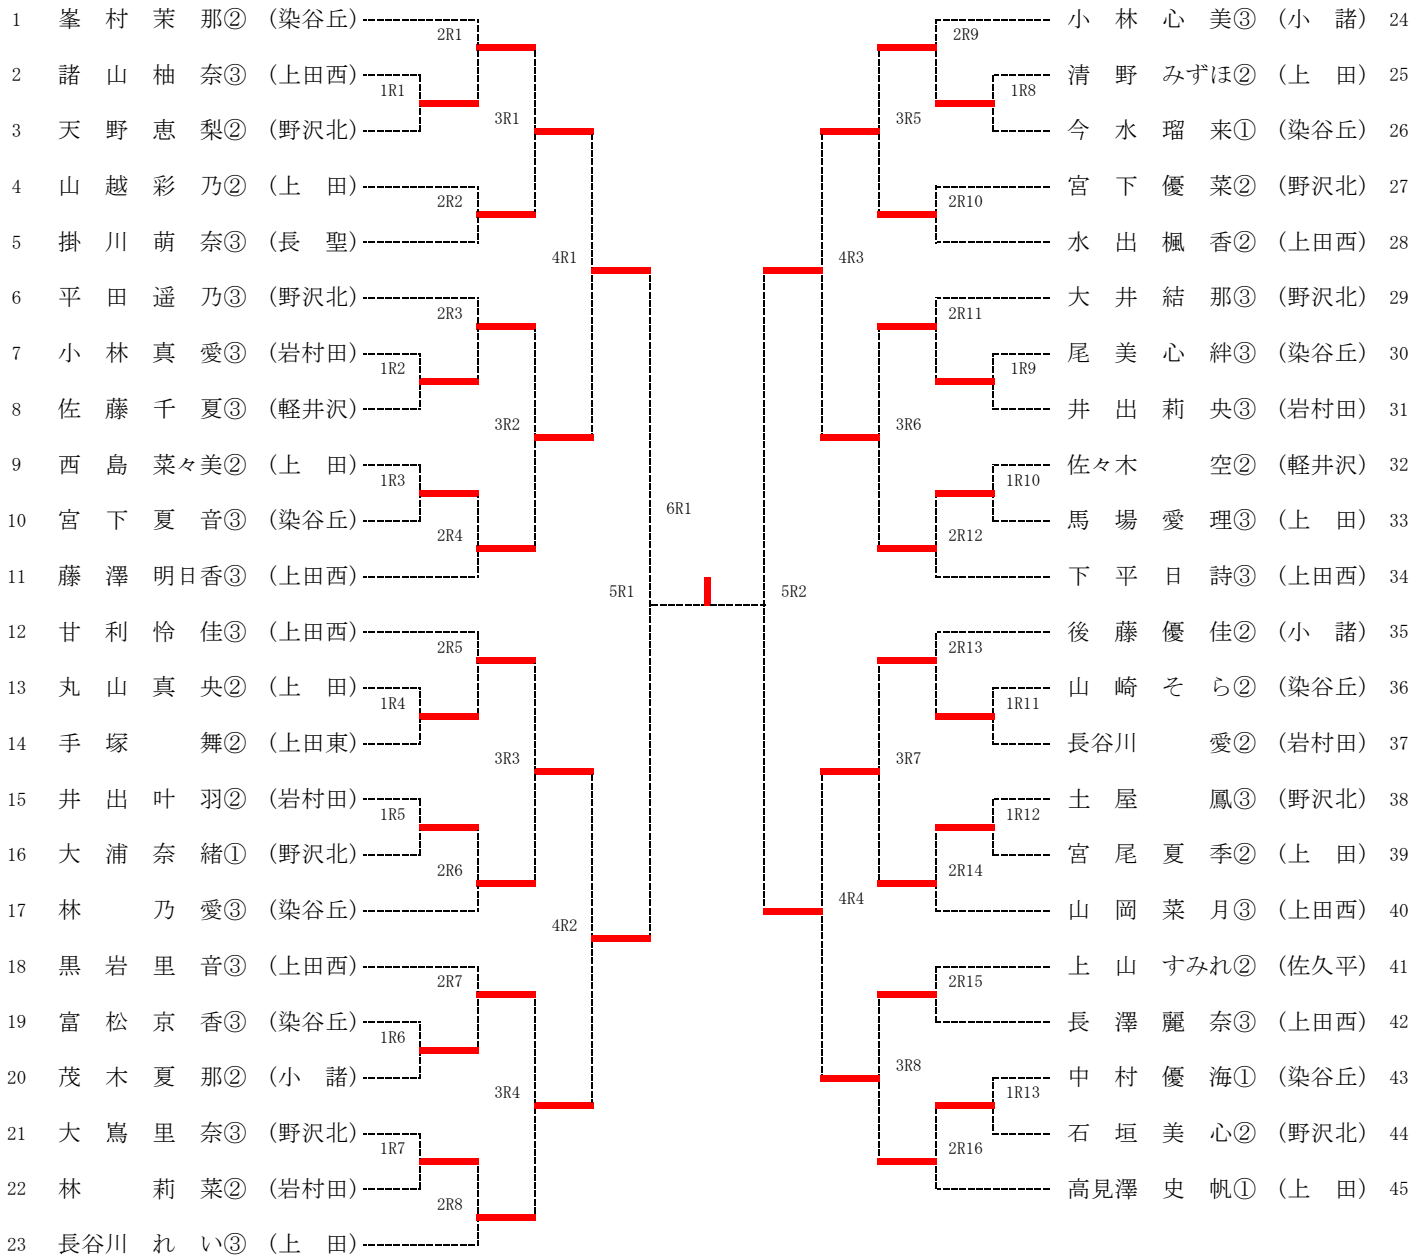 1 峯村茉那② (染谷丘)
2R1
2 諸山柚奈③ (上田西)
1R1
3 天野恵梨② (野沢北)
3R1
4 山越彩乃② (上田)
2R2
5 掛川萌奈③ (長聖)
4R1
6 平田遥乃③ (野沢北)
2R3
7 小林真愛③ (岩村田)
1R2
8 佐藤千夏③ (軽井沢)
3R2
9 西島菜々美② (上田)
1R3
10 宮下夏音③ (染谷丘)
2R4
11 藤澤明日香③ (上田西)
5R1
12 甘利怜佳③ (上田西)
2R5
13 丸山真央② (上田)
1R4
14 手塚舞② (上田東)
3R3
15 井出叶羽② (岩村田)
1R5
16 大浦奈緒① (野沢北)
2R6
17 林乃愛③ (染谷丘)
4R2
18 黒岩里音③ (上田西)
2R7
19 富松京香③ (染谷丘)
1R6
20 茂木夏那② (小諸)
3R4
21 大嶌里奈③ (野沢北)
1R7
22 林莉菜② (岩村田)
2R8
23 長谷川れい③ (上田)
6R1
小林心美③ (小諸) 24
2R9
清野みずほ② (上田) 25
1R8
今水瑠来① (染谷丘) 26
3R5
宮下優菜② (野沢北) 27
2R10
水出楓香② (上田西) 28
4R3
大井結那③ (野沢北) 29
2R11
尾美心絆③ (染谷丘) 30
1R9
井出莉央③ (岩村田) 31
3R6
佐々木空② (軽井沢) 32
1R10
馬場愛理③ (上田) 33
2R12
下平日詩③ (上田西) 34
5R2
後藤優佳② (小諸) 35
2R13
山崎そら② (染谷丘) 36
1R11
長谷川愛② (岩村田) 37
3R7
土屋鳳③ (野沢北) 38
1R12
宮尾夏季② (上田) 39
2R14
山岡菜月③ (上田西) 40
4R4
上山すみれ② (佐久平) 41
2R15
長澤麗奈③ (上田西) 42
3R8
中村優海① (染谷丘) 43
1R13
石垣美心② (野沢北) 44
2R16
高見澤史帆① (上田) 45